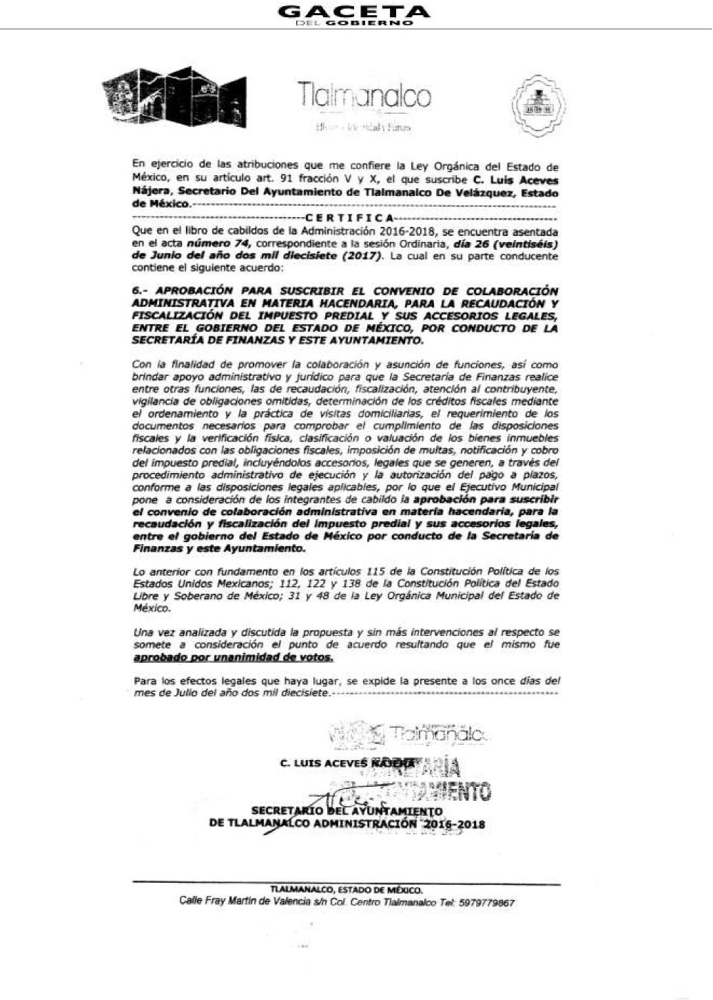 GACETA
DEL GOBIERNO
Tlalmanalco
En ejercicio de las atribuciones que me confiere la Ley Orgánica del Estado de
México, en su artículo art. 91 fracción V y X, el que suscribe C. Luis Aceves
Nájera, Secretario Del Ayuntamiento de Tlalmanalco De Velázquez, Estado
de México.------------------------------------------------------------------------------
-------------------------------------C E R T I F I C A-----------------------------------
Que en el libro de cabildos de la Administración 2016-2018, se encuentra asentada
en el acta número 74, correspondiente a la sesión Ordinaria, día 26 (veintiséis)
de Junio del año dos mil diecisiete (2017). La cual en su parte conducente
contiene el siguiente acuerdo:
6.- APROBACIÓN PARA SUSCRIBIR EL CONVENIO DE COLABORACIÓN
ADMINISTRATIVA EN MATERIA HACENDARIA, PARA LA RECAUDACIÓN Y
FISCALIZACIÓN DEL IMPUESTO PREDIAL Y SUS ACCESORIOS LEGALES,
ENTRE EL GOBIERNO DEL ESTADO DE MÉXICO, POR CONDUCTO DE LA
SECRETARÍA DE FINANZAS Y ESTE AYUNTAMIENTO.
Con la finalidad de promover la colaboración y asunción de funciones, así como
brindar apoyo administrativo y jurídico para que la Secretaría de Finanzas realice
entre otras funciones, las de recaudación, fiscalización, atención al contribuyente,
vigilancia de obligaciones omitidas, determinación de los créditos fiscales mediante
el ordenamiento y la práctica de visitas domiciliarias, el requerimiento de los
documentos necesarios para comprobar el cumplimiento de las disposiciones
fiscales y la verificación física, clasificación o valuación de los bienes inmuebles
relacionados con las obligaciones fiscales, imposición de multas, notificación y cobro
del impuesto predial, incluyéndolos accesorios, legales que se generen, a través del
procedimiento administrativo de ejecución y la autorización del pago a plazos,
conforme a las disposiciones legales aplicables, por lo que el Ejecutivo Municipal
pone a consideración de los integrantes de cabildo la aprobación para suscribir
el convenio de colaboración administrativa en materia hacendaria, para la
recaudación y fiscalización del impuesto predial y sus accesorios legales,
entre el gobierno del Estado de México por conducto de la Secretaría de
Finanzas y este Ayuntamiento.
Lo anterior con fundamento en los artículos 115 de la Constitución Política de los
Estados Unidos Mexicanos; 112, 122 y 138 de la Constitución Política del Estado
Libre y Soberano de México; 31 y 48 de la Ley Orgánica Municipal del Estado de
México.
Una vez analizada y discutida la propuesta y sin más intervenciones al respecto se
somete a consideración el punto de acuerdo resultando que el mismo fue
aprobado por unanimidad de votos.
Para los efectos legales que haya lugar, se expide la presente a los once días del
mes de Julio del año dos mil diecisiete.-------------------------------------------------
Tlalmanalco
C. LUIS ACEVES NAJERA
SECRETARÍA
DEL AYUNTAMIENTO
SECRETARIO DEL AYUNTAMIENTO
DE TLALMANALCO ADMINISTRACIÓN 2016-2018
TLALMANALCO, ESTADO DE MÉXICO.
Calle Fray Martín de Valencia s/n Col. Centro Tlalmanalco Tel: 5979779867